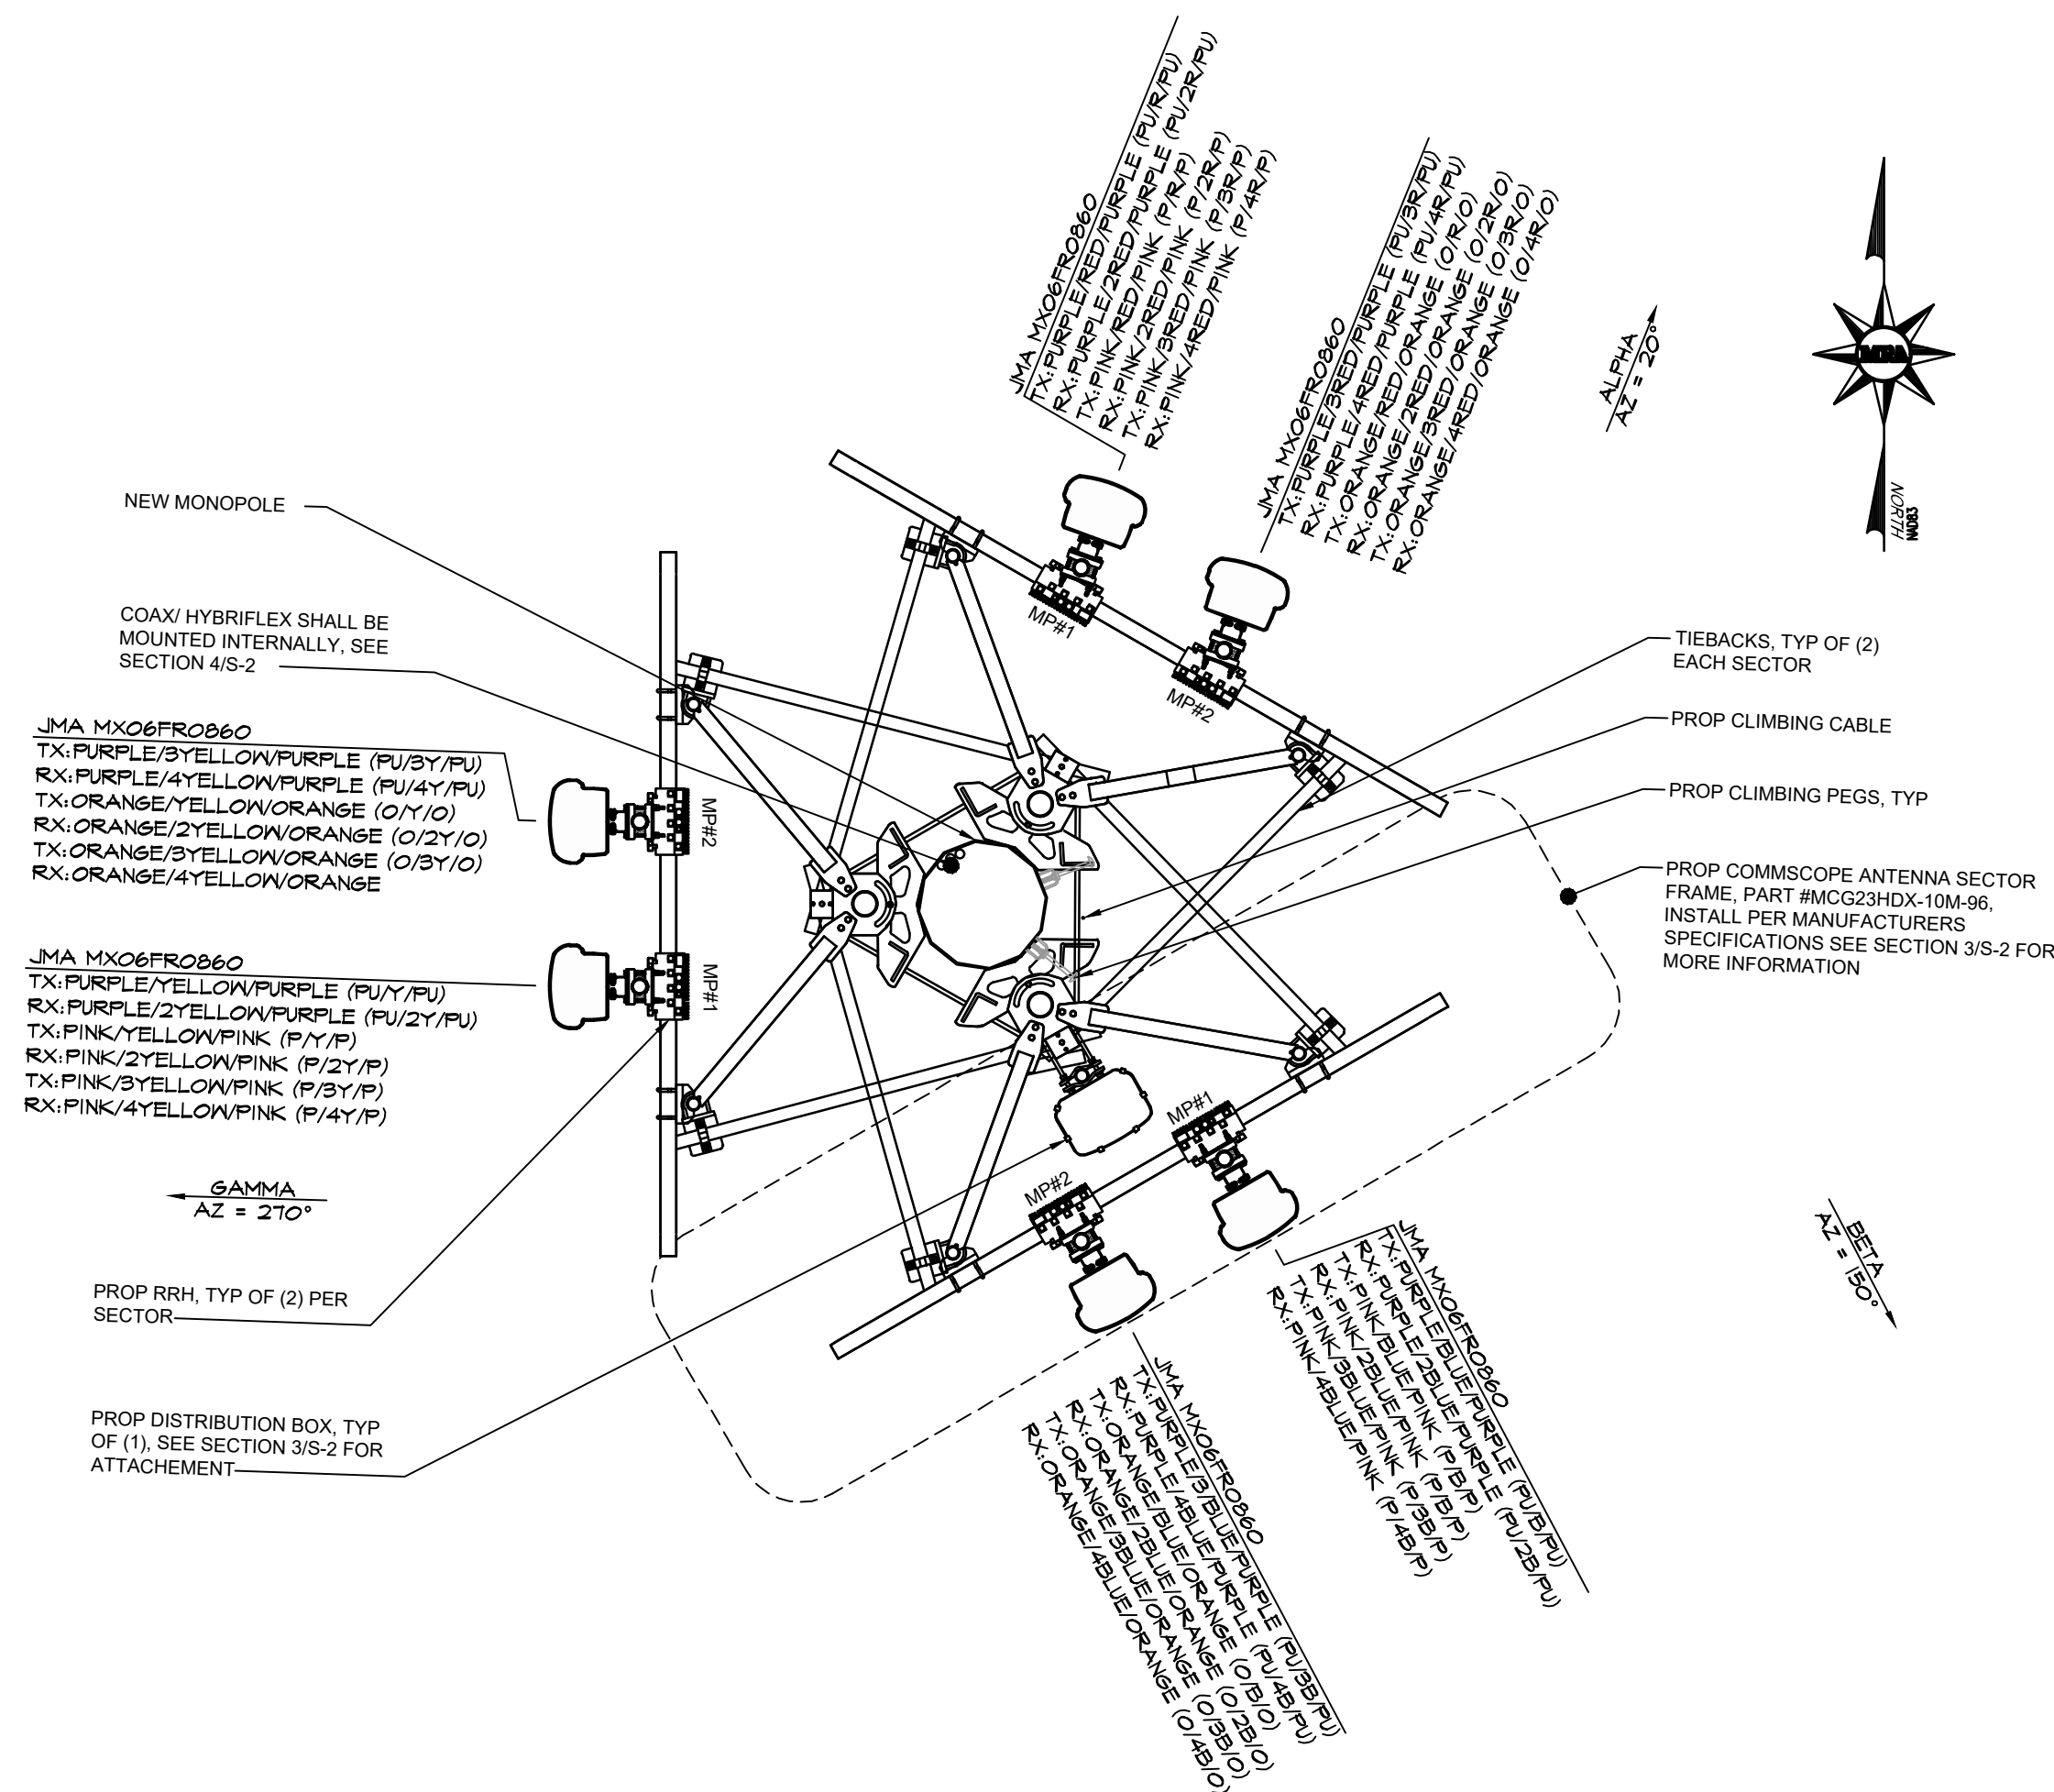 JMA MX06FR0860
TX:PURPLE/RED/PURPLE (PU/R/PU)
RX:PURPLE/2RED/PURPLE (PU/2R/PU)
TX:PINK/RED/PINK (P/R/P)
RX:PINK/2RED/PINK (P/2R/P)
TX:PINK/3RED/PINK (P/3R/P)
RX:PINK/4RED/PINK (P/4R/P)
JMA MX06FR0860
TX:PURPLE/3RED/PURPLE (PU/3R/PU)
RX:PURPLE/4RED/PURPLE (PU/4R/PU)
TX:ORANGE/RED/ORANGE (O/R/O)
RX:ORANGE/2RED/ORANGE (O/2R/O)
TX:ORANGE/3RED/ORANGE (O/3R/O)
RX:ORANGE/4RED/ORANGE (O/4R/O)
ALPHA
AZ = 20°
MRA
NORTH
NAD83
NEW MONOPOLE
COAX/ HYBRIFLEX SHALL BE
MOUNTED INTERNALLY, SEE
SECTION 4/S-2
MP#1
MP#2
TIEBACKS, TYP OF (2)
EACH SECTOR
PROP CLIMBING CABLE
PROP CLIMBING PEGS, TYP
PROP COMMSCOPE ANTENNA SECTOR
FRAME, PART #MCG23HDX-10M-96,
INSTALL PER MANUFACTURERS
SPECIFICATIONS SEE SECTION 3/S-2 FOR
MORE INFORMATION
JMA MX06FR0860
TX:PURPLE/3YELLOW/PURPLE (PU/3Y/PU)
RX:PURPLE/4YELLOW/PURPLE (PU/4Y/PU)
TX:ORANGE/YELLOW/ORANGE (O/Y/O)
RX:ORANGE/2YELLOW/ORANGE (O/2Y/O)
TX:ORANGE/3YELLOW/ORANGE (O/3Y/O)
RX:ORANGE/4YELLOW/ORANGE
MP#2
JMA MX06FR0860
TX:PURPLE/YELLOW/PURPLE (PU/Y/PU)
RX:PURPLE/2YELLOW/PURPLE (PU/2Y/PU)
TX:PINK/YELLOW/PINK (P/Y/P)
RX:PINK/2YELLOW/PINK (P/2Y/P)
TX:PINK/3YELLOW/PINK (P/3Y/P)
RX:PINK/4YELLOW/PINK (P/4Y/P)
MP#1
GAMMA
AZ = 270°
PROP RRH, TYP OF (2) PER
SECTOR
PROP DISTRIBUTION BOX, TYP
OF (1), SEE SECTION 3/S-2 FOR
ATTACHEMENT
MP#1
MP#2
BETA
AZ = 150°
JMA MX06FR0860
TX:PURPLE/BLUE/PURPLE (PU/B/PU)
RX:PURPLE/2BLUE/PURPLE (PU/2B/PU)
TX:PINK/BLUE/PINK (P/B/P)
RX:PINK/2BLUE/PINK (P/B/P)
TX:PINK/3BLUE/PINK (P/3B/P)
RX:PINK/4BLUE/PINK (P/4B/P)
JMA MX06FR0860
TX:PURPLE/3/BLUE/PURPLE (PU/3B/PU)
RX:PURPLE/4BLUE/PURPLE (PU/4B/PU)
TX:ORANGE/BLUE/ORANGE (O/B/O)
RX:ORANGE/2BLUE/ORANGE (O/2B/O)
TX:ORANGE/3BLUE/ORANGE (O/3B/O)
RX:ORANGE/4BLUE/ORANGE (O/4B/O)